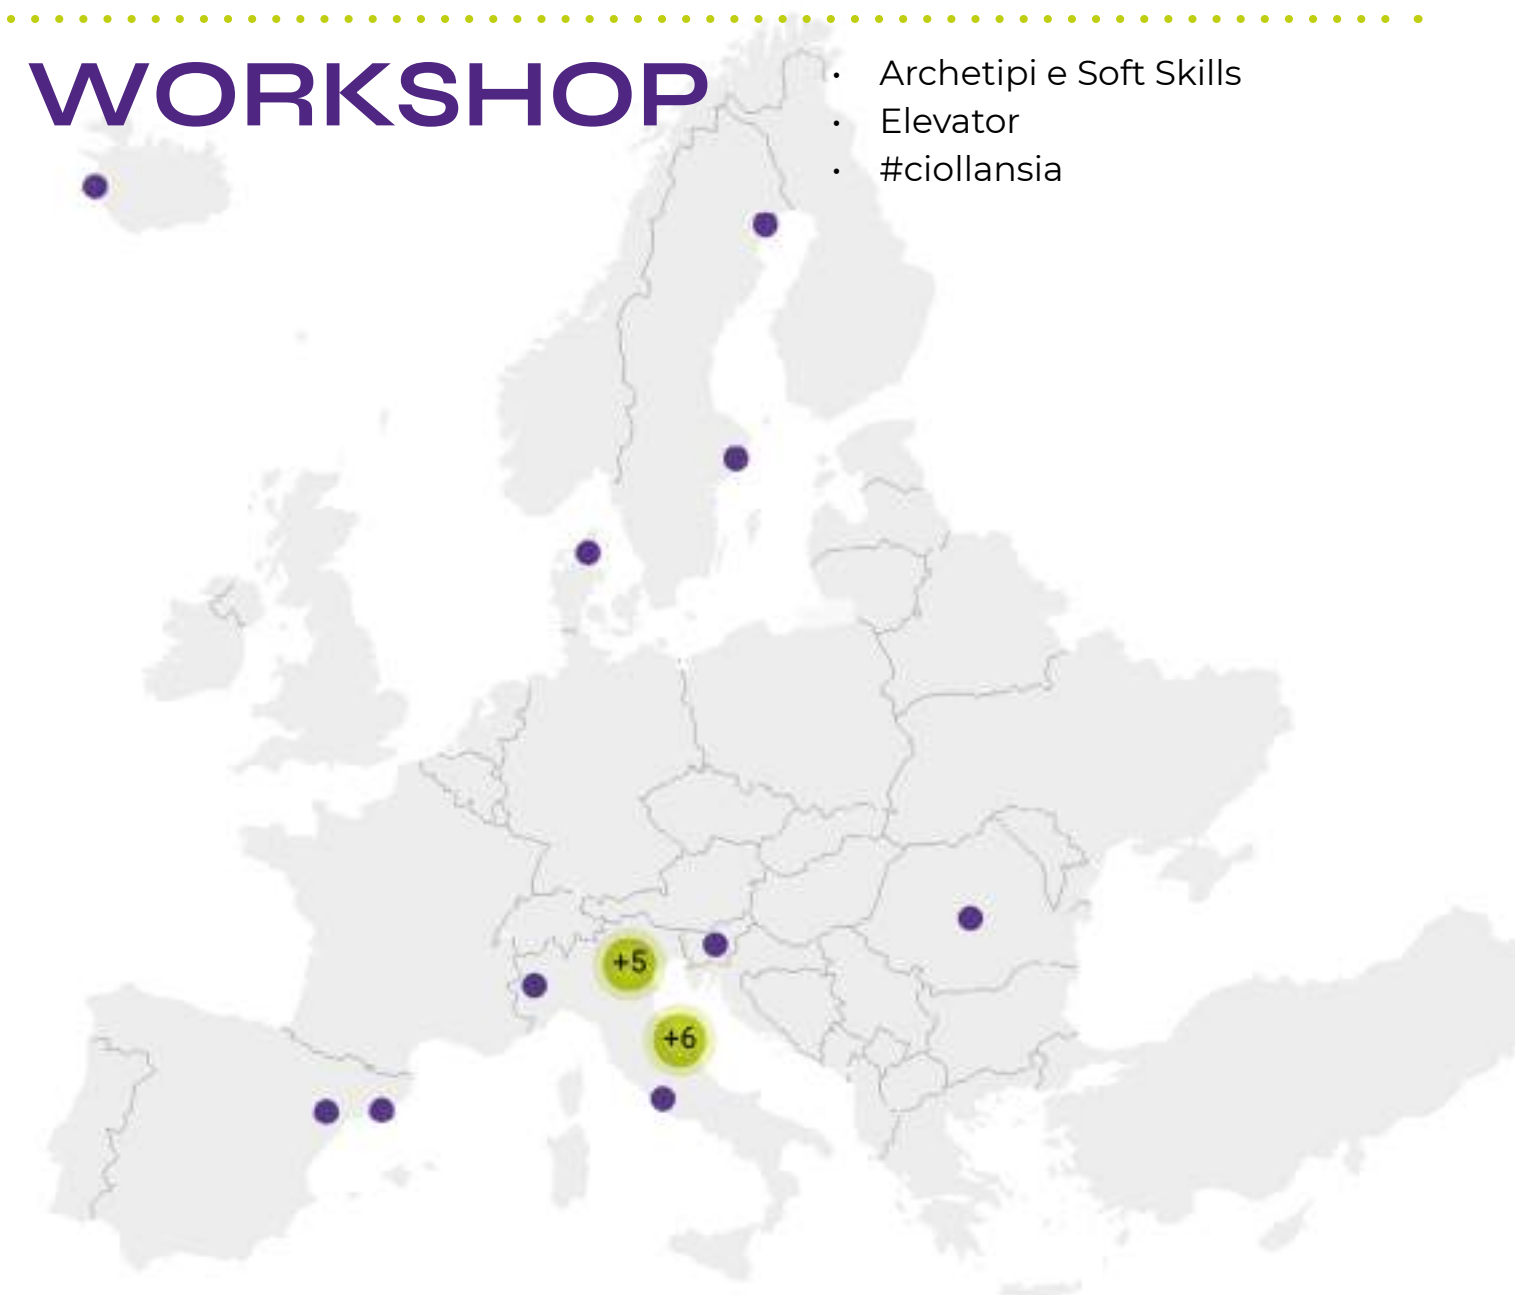 WORKSHOP
• Archetipi e Soft Skills
• Elevator
• #ciollansia
+5
+6